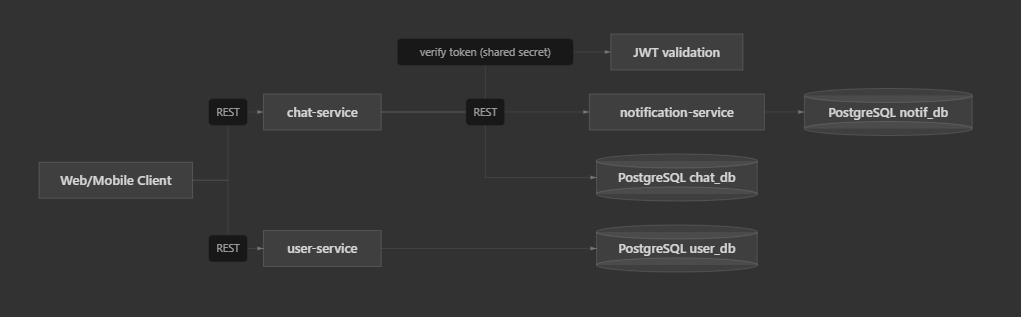 verify token (shared secret)
JWT validation
REST
chat-service
REST
notification-service
PostgreSQL notif_db
Web/Mobile Client
PostgreSQL chat_db
REST
user-service
PostgreSQL user_db